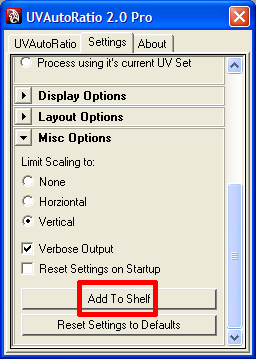 UVAutoRatio 2.0 Pro
UVAutoRatio Settings About
Process using it's current UV Set
Display Options
Layout Options
Misc Options
Limit Scaling to:
None
Horziontal
Vertical
Verbose Output
Reset Settings on Startup
Add To Shelf
Reset Settings to Defaults